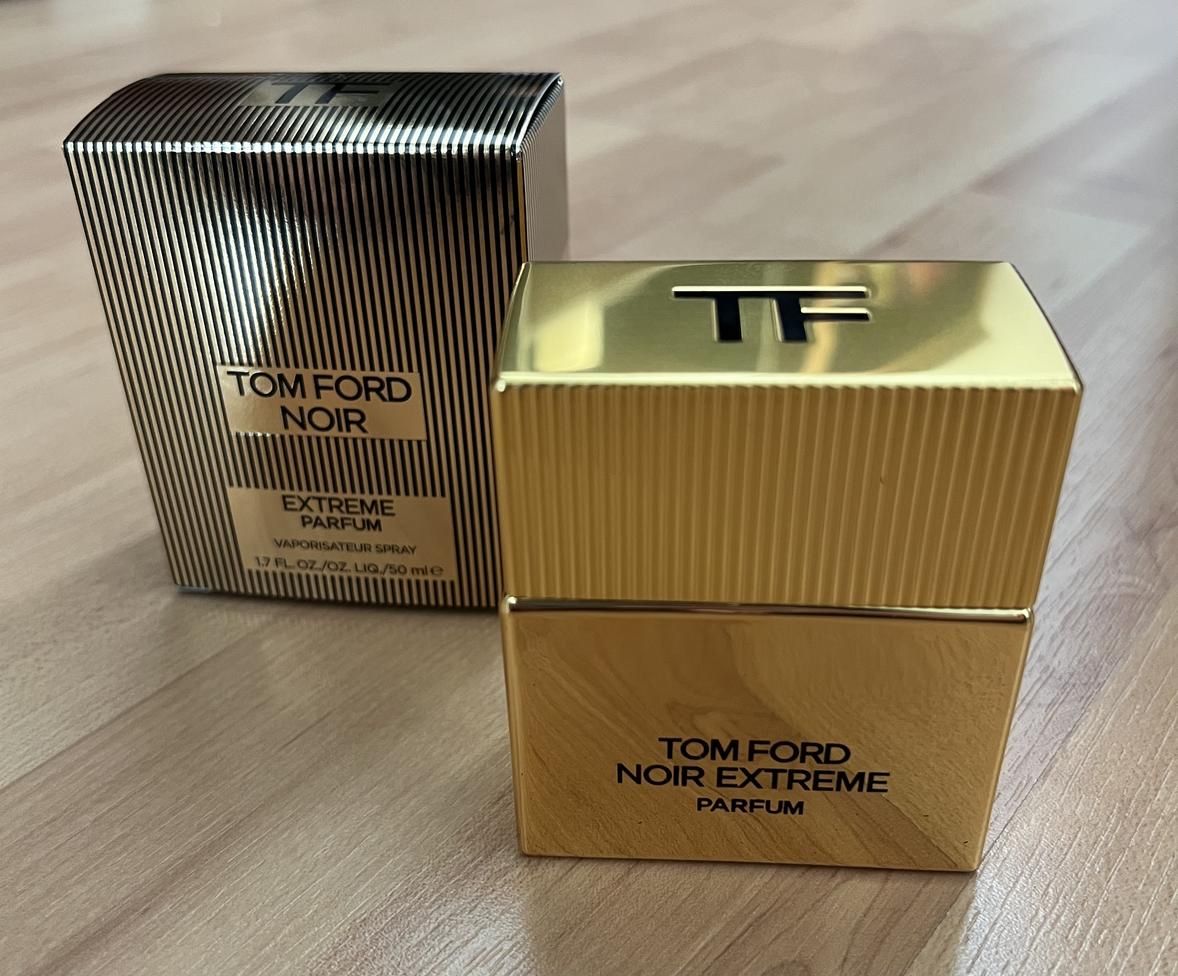 TF
TOM FORD
NOIR
EXTREME
PARFUM
VAPORISATEUR SPRAY
1.7 FL.OZ./OZ. LIQ./50 ml ℮
TF
TOM FORD
NOIR EXTREME
PARFUM